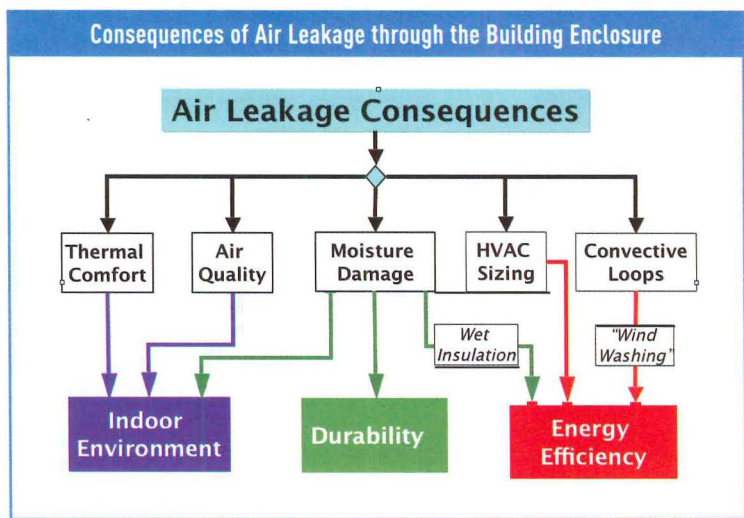 Consequences of Air Leakage through the Building Enclosure
Air Leakage Consequences
Thermal
Comfort
Air
Quality
Moisture
Damage
HVAC
Sizing
Convective
Loops
Wet
Insulation
“Wind
Washing”
Indoor
Environment
Durability
Energy
Efficiency